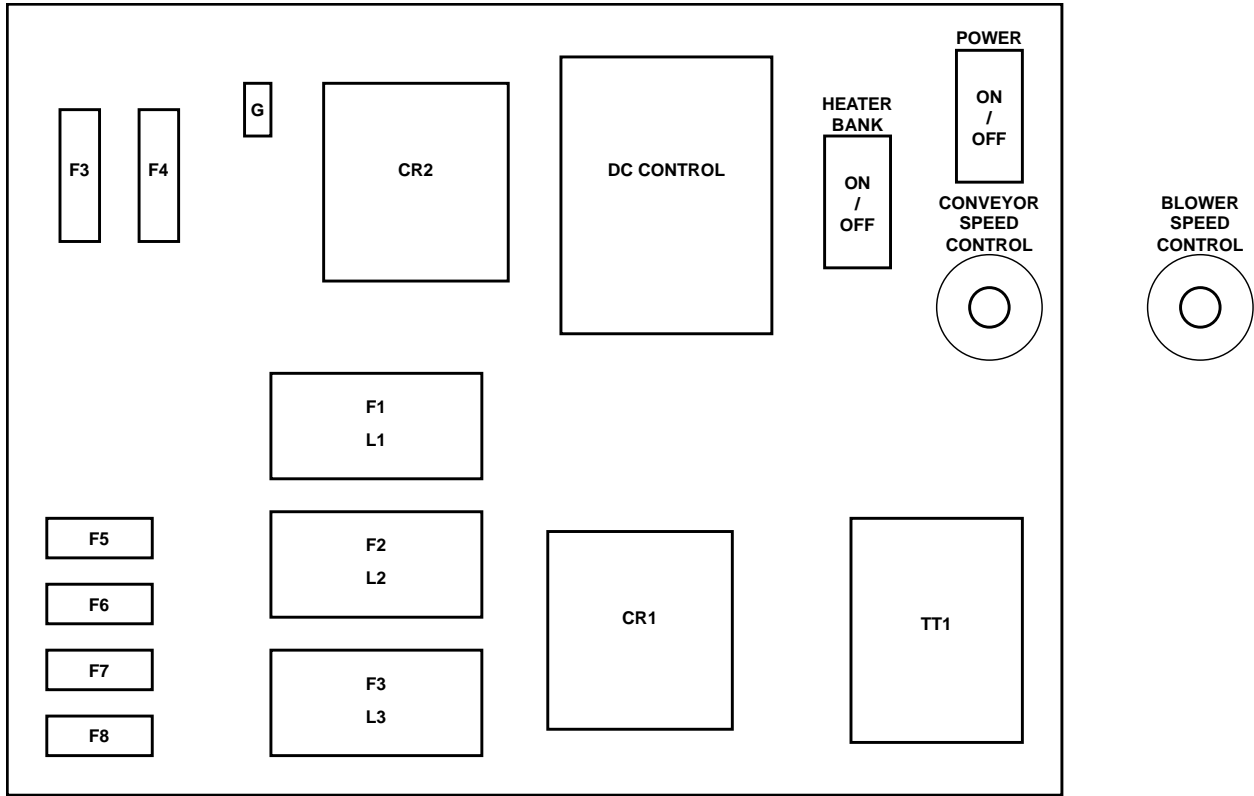 POWER
ON
/
OFF
HEATER
BANK
ON
/
OFF
G
F3
F4
CR2
DC CONTROL
CONVEYOR
SPEED
CONTROL
BLOWER
SPEED
CONTROL
F1
L1
F5
F6
F7
F8
F2
L2
F3
L3
CR1
TT1